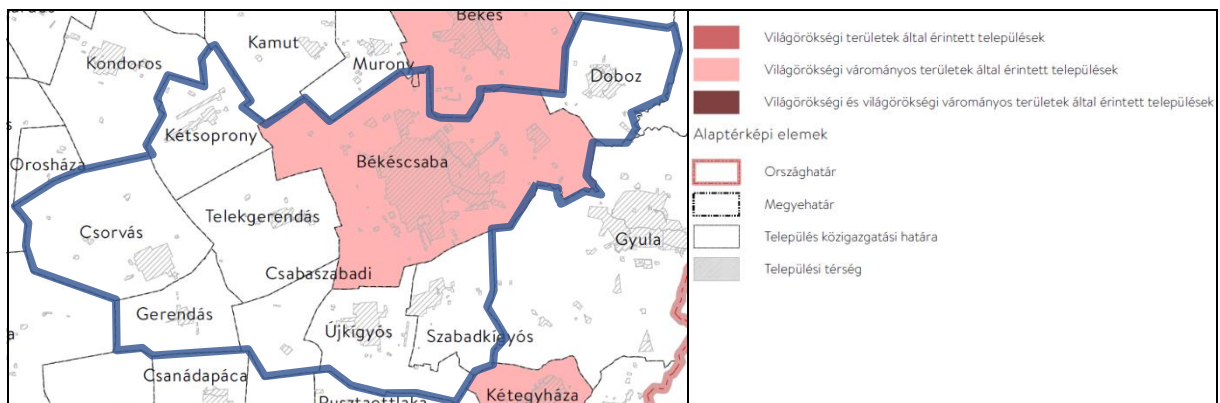 Békés
Kamut
Kondoros
Murony
Doboz
Kétsoprony
Orosháza
Békéscsaba
Telekgerendás
Csorvás
Gyula
Csabaszabadi
Gerendás
Újkígyós
Szabadkígyós
Csanádapáca
Kétegyháza
Pusztaottlaka
Világörökségi területek által érintett települések
Világörökségi várományos területek által érintett települések
Világörökségi és világörökségi várományos területek által érintett települések
Alaptérképi elemek
Országhatár
Megyehatár
Település közigazgatási határa
Települési térség